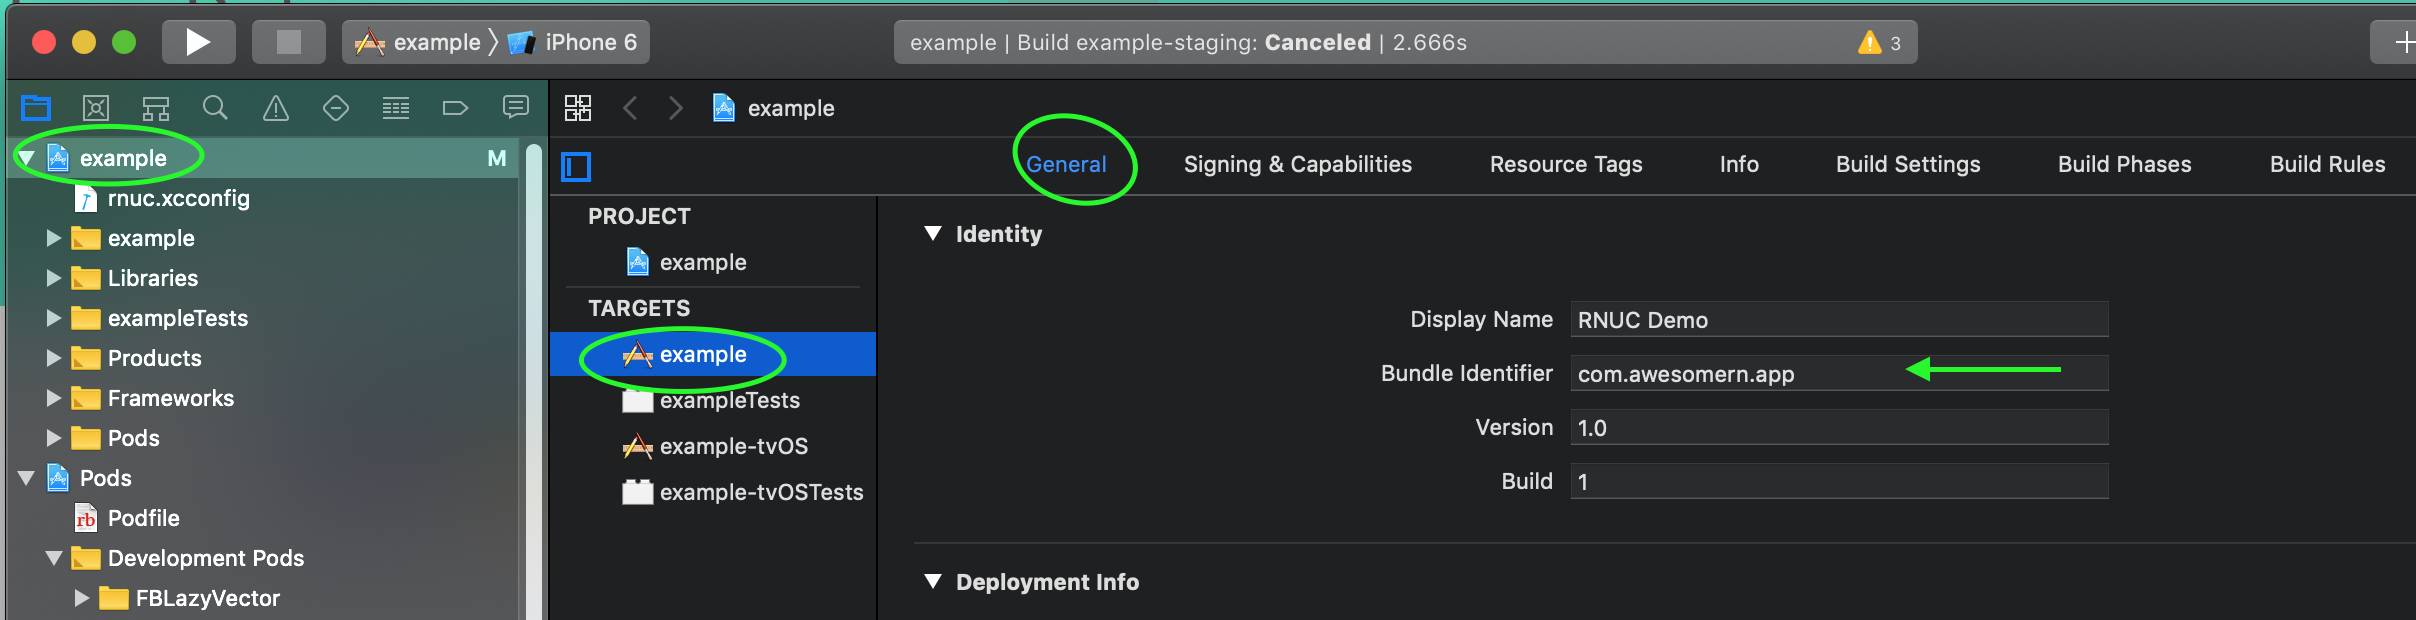 example 〉 iPhone 6
example | Build example-staging: Canceled | 2.666s
3
example
M
rnuc.xcconfig
example
Libraries
exampleTests
Products
Frameworks
Pods
Pods
rb
Podfile
Development Pods
FBLazyVector
example
General
Signing & Capabilities
Resource Tags
Info
Build Settings
Build Phases
Build Rules
PROJECT
example
TARGETS
example
exampleTests
example-tvOS
example-tvOSTests
Identity
Display Name
RNUC Demo
Bundle Identifier
com.awesomern.app
Version
1.0
Build
1
Deployment Info